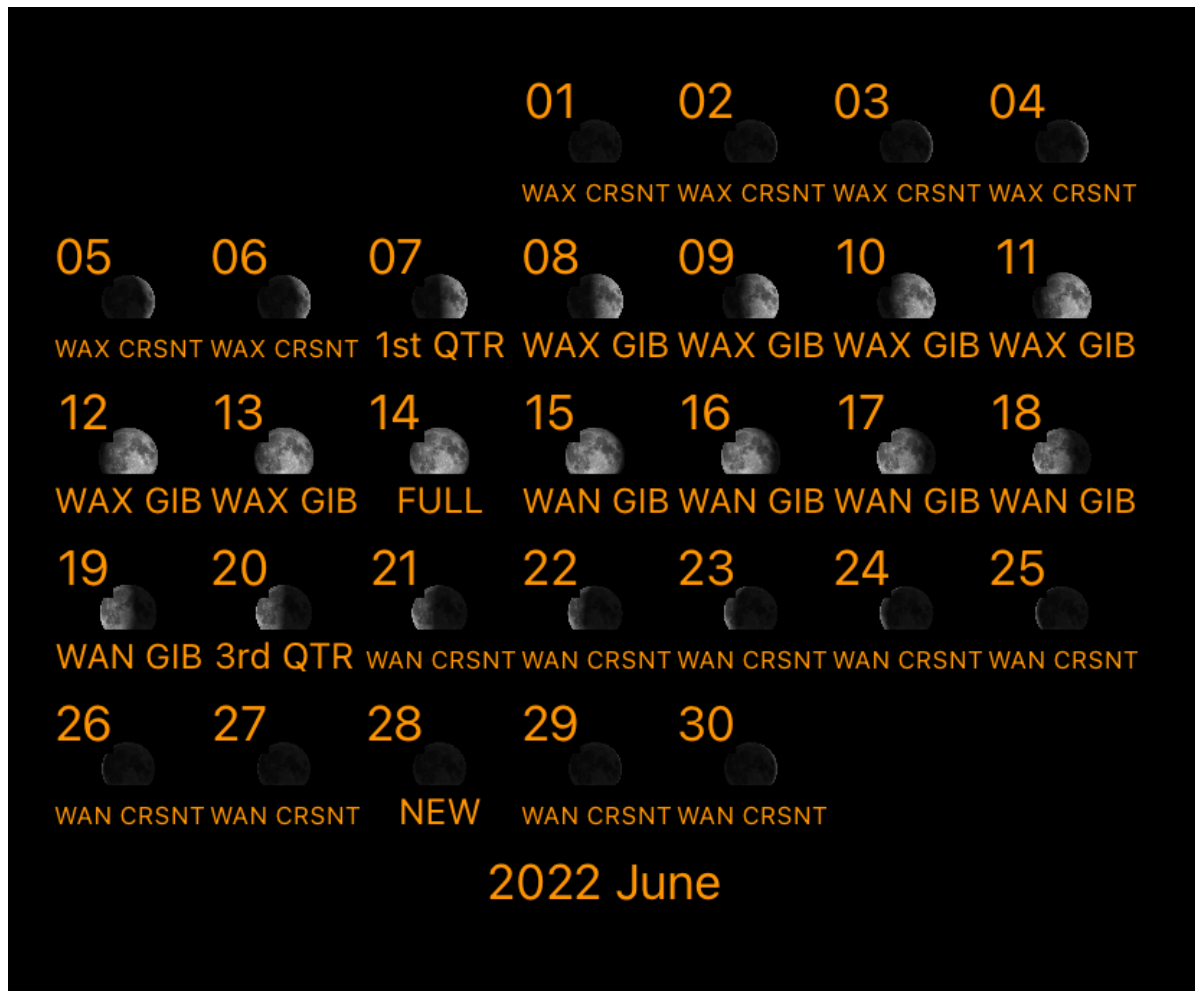 01 02 03 04
WAX CRSNT WAX CRSNT WAX CRSNT WAX CRSNT
05 06 07 08 09 10 11
WAX CRSNT WAX CRSNT 1st QTR WAX GIB WAX GIB WAX GIB WAX GIB
12 13 14 15 16 17 18
WAX GIB WAX GIB FULL WAN GIB WAN GIB WAN GIB WAN GIB
19 20 21 22 23 24 25
WAN GIB 3rd QTR WAN CRSNT WAN CRSNT WAN CRSNT WAN CRSNT WAN CRSNT
26 27 28 29 30
WAN CRSNT WAN CRSNT NEW WAN CRSNT WAN CRSNT
2022 June